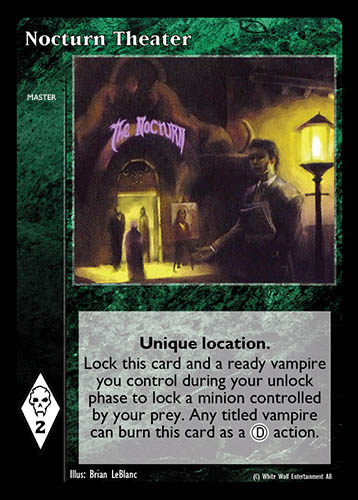 Nocturn Theater
MASTER
The Nocturn
Unique location.
Lock this card and a ready vampire
you control during your unlock
phase to lock a minion controlled
by your prey. Any titled vampire
can burn this card as a Ⓓ action.
2
Illus: Brian LeBlanc
(C) White Wolf Entertainment AB